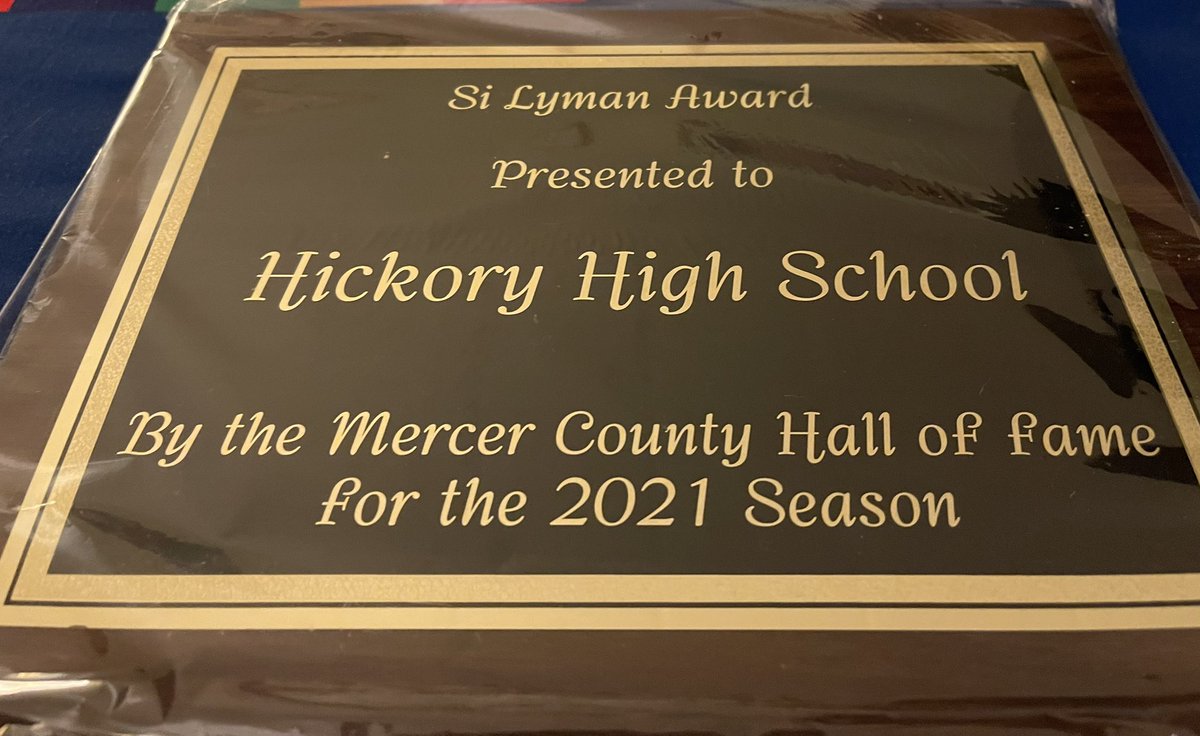 Si Lyman Award
Presented to
Hickory High School
By the Mercer County Hall of Fame
for the 2021 Season